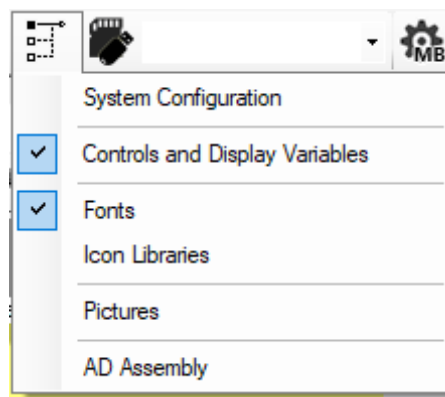 MB
System Configuration
Controls and Display Variables
Fonts
Icon Libraries
Pictures
AD Assembly